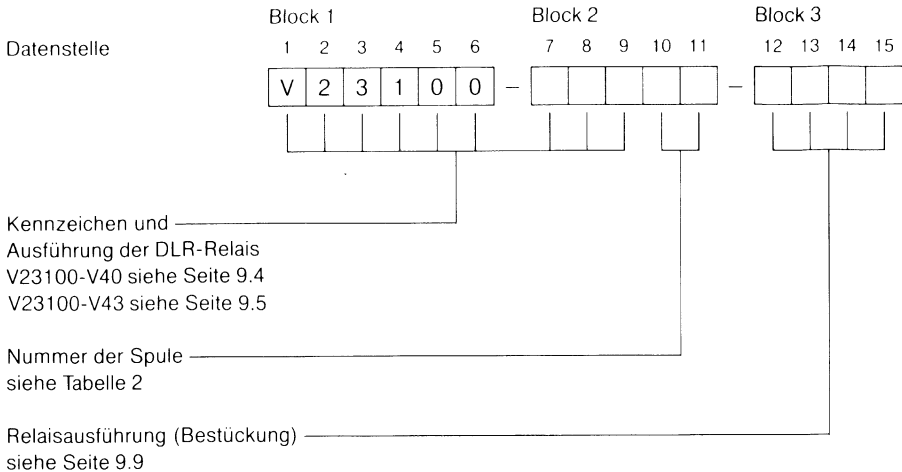 Block 1 Block 2 Block 3
Datenstelle 1 2 3 4 5 6 7 8 9 10 11 12 13 14 15
V 2 3 1 0 0 – –
Kennzeichen und
Ausführung der DLR-Relais
V23100-V40 siehe Seite 9.4
V23100-V43 siehe Seite 9.5
Nummer der Spule
siehe Tabelle 2
Relaisausführung (Bestückung)
siehe Seite 9.9